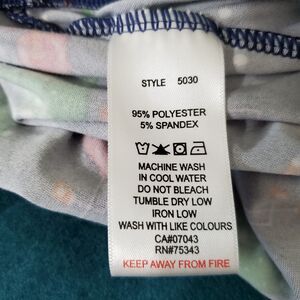 STYLE 5030
95% POLYESTER
5% SPANDEX
MACHINE WASH
IN COOL WATER
DO NOT BLEACH
TUMBLE DRY LOW
IRON LOW
WASH WITH LIKE COLOURS
CA#07043
RN#75343
KEEP AWAY FROM FIRE